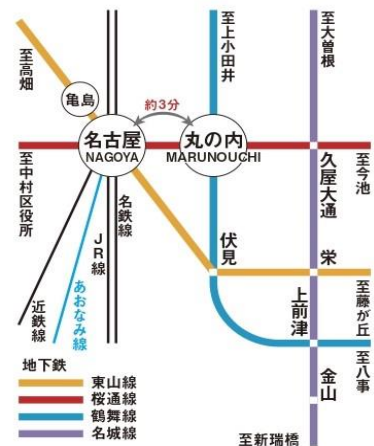 至高畑
至上小田井
至大曽根
亀島
約3分
名古屋
NAGOYA
丸の内
MARUNOUCHI
至中村区役所
久屋大通
至今池
名鉄線
JR線
あおなみ線
近鉄線
伏見
栄
至藤が丘
上前津
至八事
金山
至新瑞橋
地下鉄
東山線
桜通線
鶴舞線
名城線